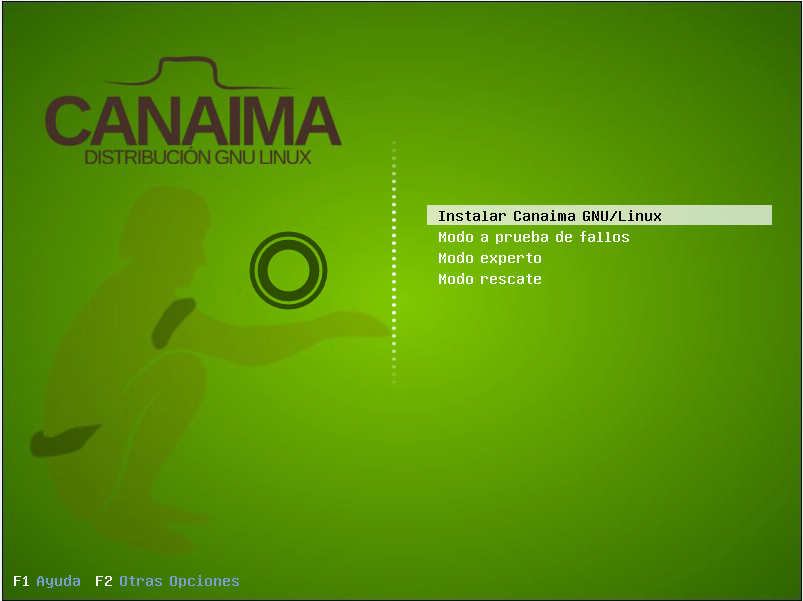 CANAIMA
DISTRIBUCIÓN GNU LINUX
Instalar Canaima GNU/Linux
Modo a prueba de fallos
Modo experto
Modo rescate
F1 Ayuda F2 Otras Opciones